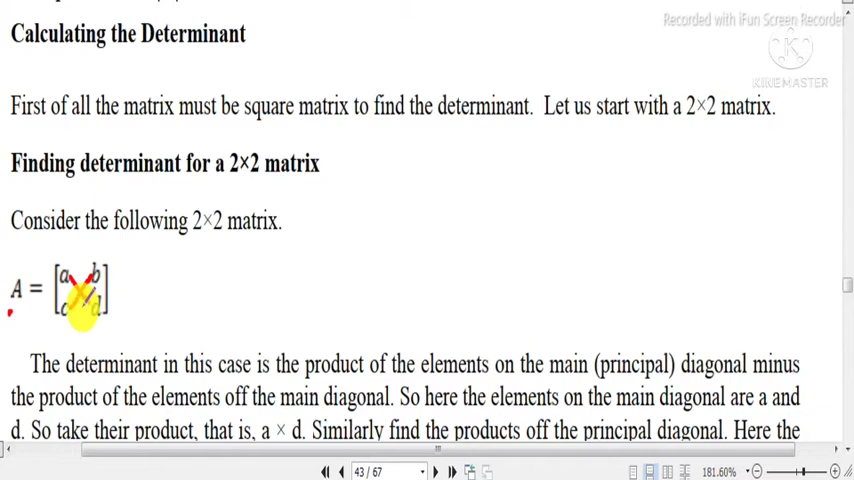 Recorded with iFun Screen Recorder
Calculating the Determinant
K
KINEMASTER
First of all the matrix must be square matrix to find the determinant. Let us start with a 2×2 matrix.
Finding determinant for a 2×2 matrix
Consider the following 2×2 matrix.
A = [a b
c d]
The determinant in this case is the product of the elements on the main (principal) diagonal minus
the product of the elements off the main diagonal. So here the elements on the main diagonal are a and
d. So take their product, that is, a × d. Similarly find the products off the principal diagonal. Here the
43 / 67
181.60%